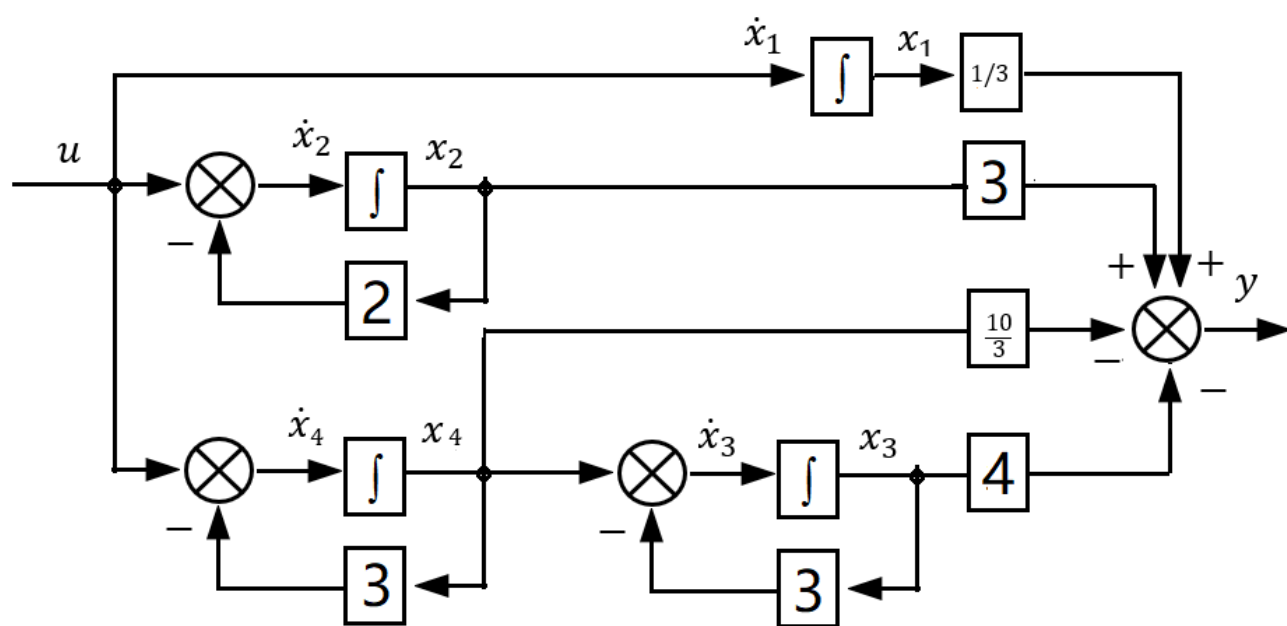 ẋ₁ ∫ x₁ 1/3
u ẋ₂ ∫ x₂ 3
− 2 + + y
10/3 − −
ẋ₄ ∫ x₄ ẋ₃ ∫ x₃ 4
− 3 − 3